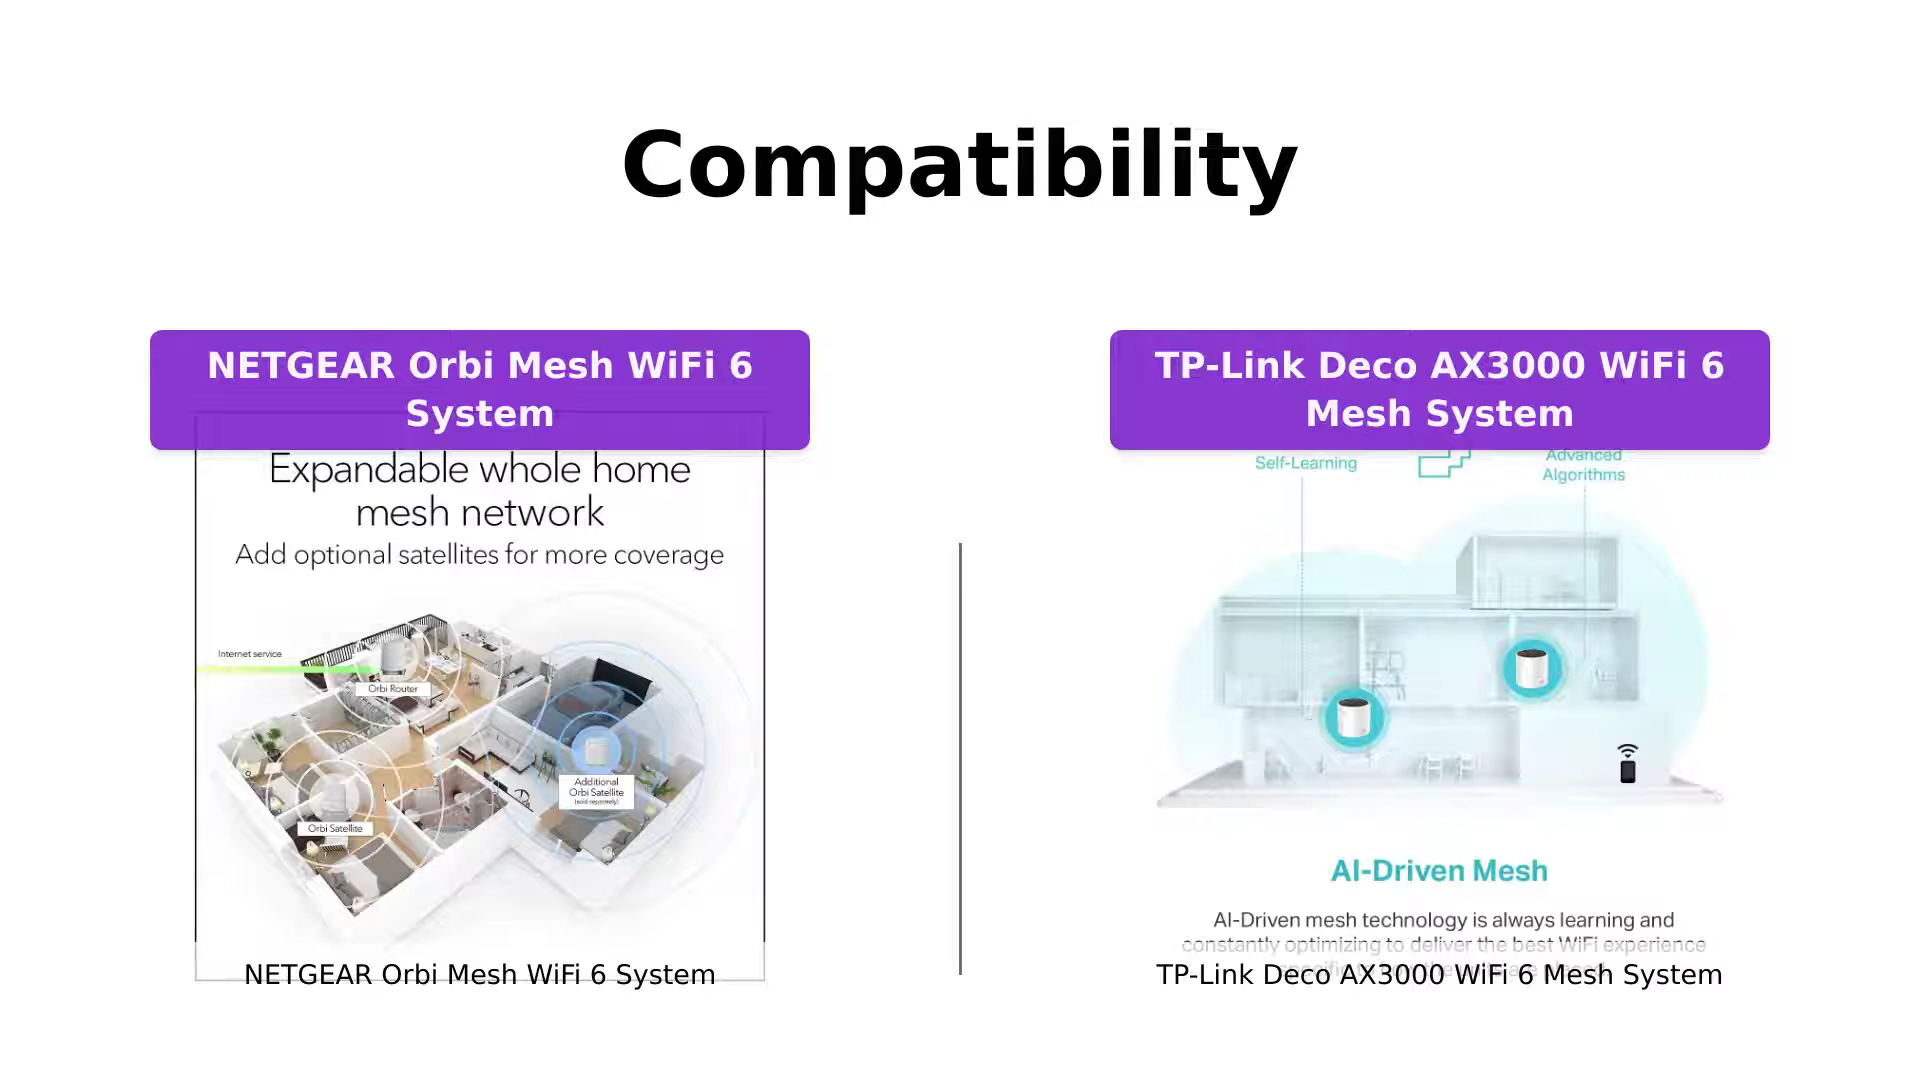 Compatibility
NETGEAR Orbi Mesh WiFi 6
System
Expandable whole home
mesh network
Add optional satellites for more coverage
Internet service
Orbi Router
Additional
Orbi Satellite
(sold separately)
Orbi Satellite
NETGEAR Orbi Mesh WiFi 6 System
TP-Link Deco AX3000 WiFi 6
Mesh System
Self-Learning
Advanced
Algorithms
AI-Driven Mesh
AI-Driven mesh technology is always learning and
constantly optimizing to deliver the best WiFi experience
TP-Link Deco AX3000 WiFi 6 Mesh System